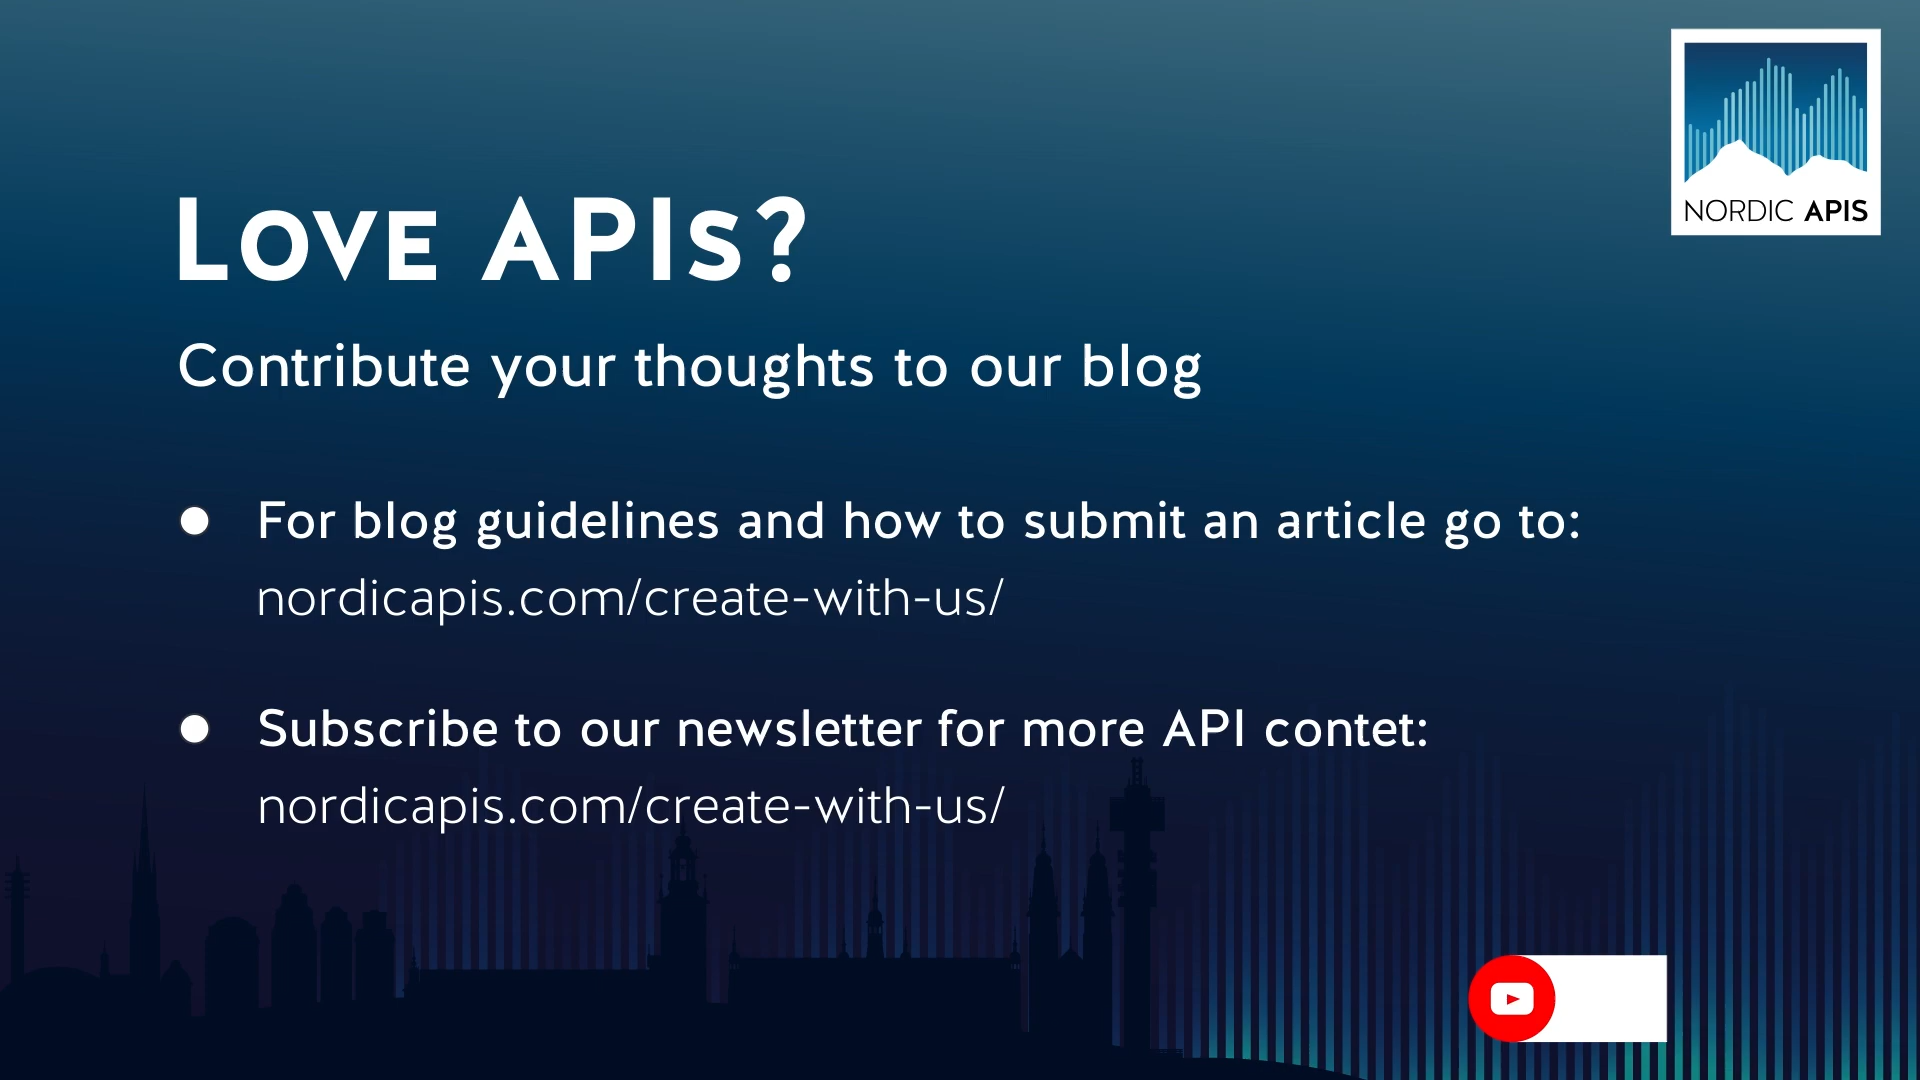 NORDIC APIS
LOVE APIS?
Contribute your thoughts to our blog
For blog guidelines and how to submit an article go to:
nordicapis.com/create-with-us/
Subscribe to our newsletter for more API contet:
nordicapis.com/create-with-us/